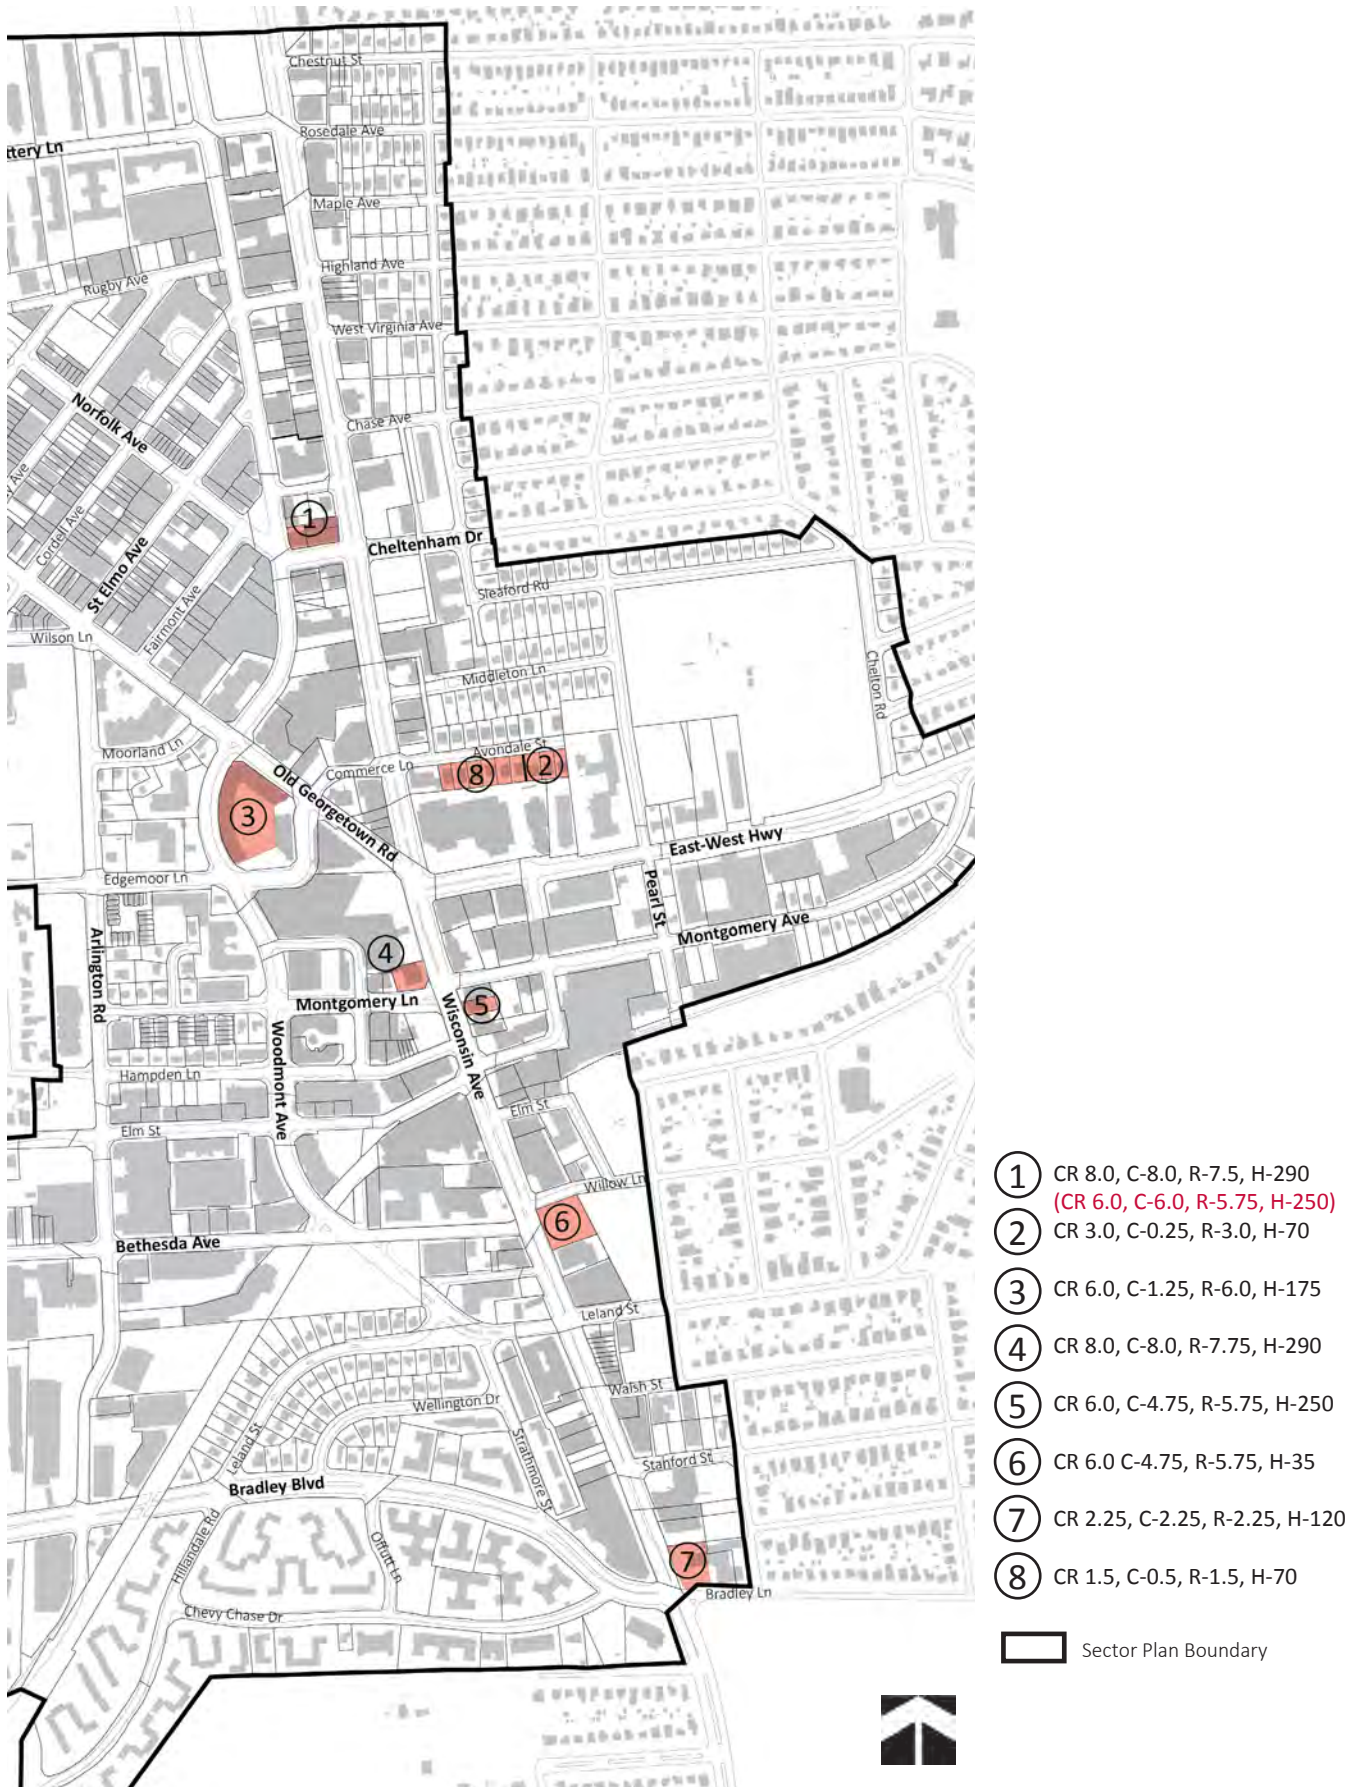 Chestnut St
Rosedale Ave
ttery Ln
Maple Ave
Highland Ave
Rugby Ave
West Virginia Ave
Norfolk Ave
Chase Ave
Ave
Cordell Ave
St Elmo Ave
1
Cheltenham Dr
Sleaford Rd
Fairmont Ave
Wilson Ln
Middleton Ln
Chelton Rd
Moorland Ln
Avondale St
Commerce Ln
8
2
Old Georgetown Rd
3
East-West Hwy
Edgemoor Ln
Pearl St
Montgomery Ave
Arlington Rd
4
Montgomery Ln
5
Wisconsin Ave
Woodmont Ave
Hampden Ln
Elm St
Elm St
Willow Ln
6
Bethesda Ave
Leland St
Walsh St
Wellington Dr
Leland St
Strathmore St
Stanford St
Bradley Blvd
Hillandale Rd
Offutt Ln
7
Bradley Ln
Chevy Chase Dr
1 CR 8.0, C-8.0, R-7.5, H-290
(CR 6.0, C-6.0, R-5.75, H-250)
2 CR 3.0, C-0.25, R-3.0, H-70
3 CR 6.0, C-1.25, R-6.0, H-175
4 CR 8.0, C-8.0, R-7.75, H-290
5 CR 6.0, C-4.75, R-5.75, H-250
6 CR 6.0 C-4.75, R-5.75, H-35
7 CR 2.25, C-2.25, R-2.25, H-120
8 CR 1.5, C-0.5, R-1.5, H-70
Sector Plan Boundary